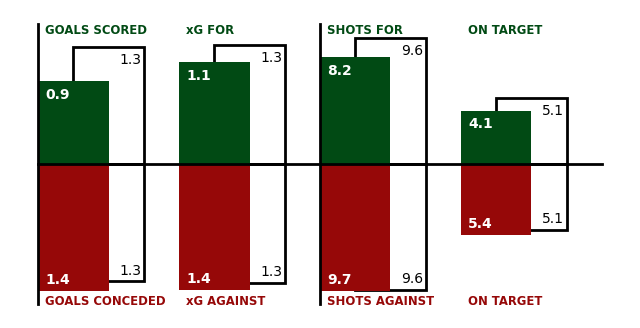 GOALS SCORED xG FOR SHOTS FOR ON TARGET
0.9 1.3 1.1 1.3 8.2 9.6 4.1 5.1
1.4 1.3 1.4 1.3 9.7 9.6 5.4 5.1
GOALS CONCEDED xG AGAINST SHOTS AGAINST ON TARGET